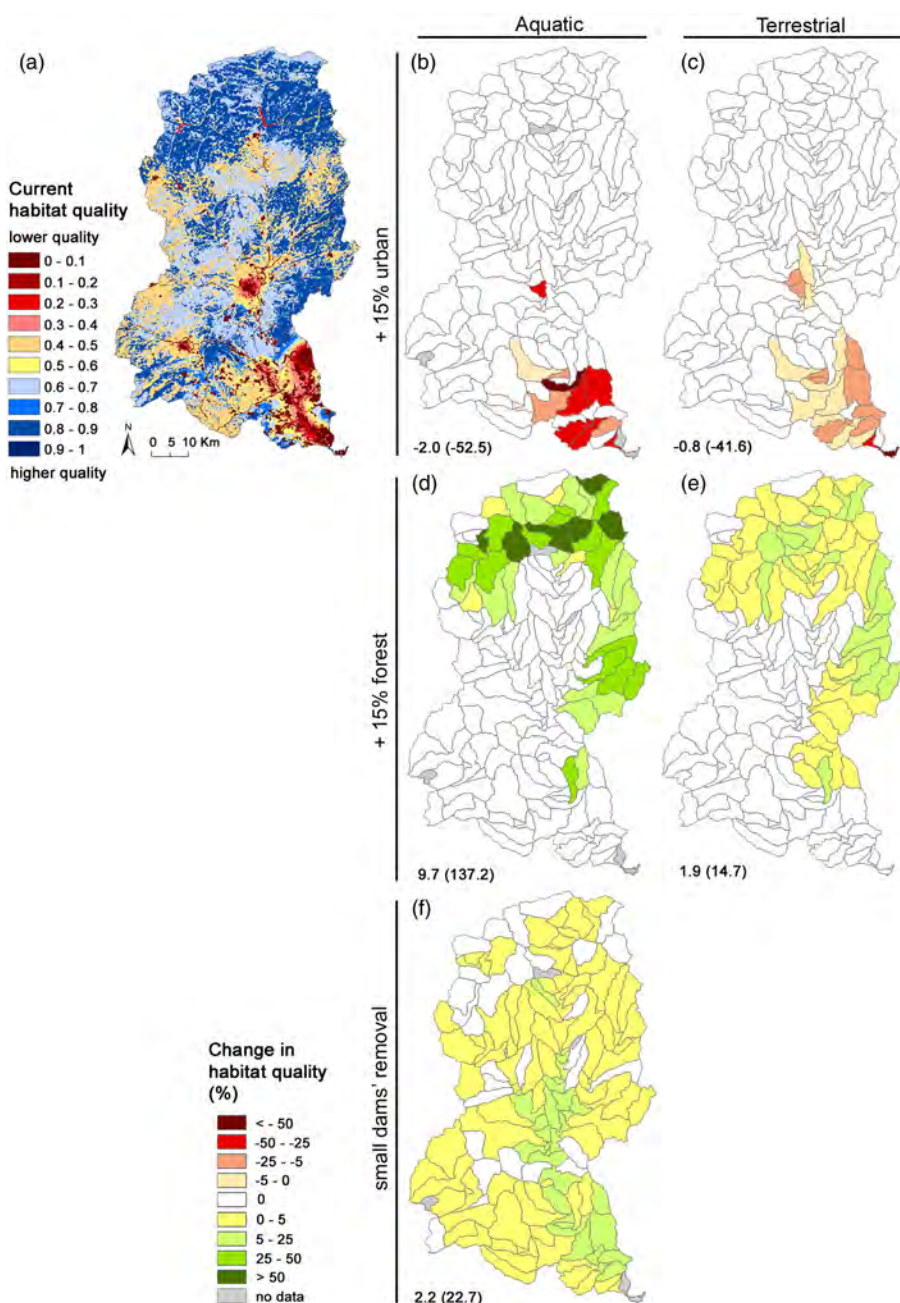 Aquatic
Terrestrial
(a)
(b)
(c)
+ 15% urban
Current
habitat quality
lower quality
0 - 0.1
0.1 - 0.2
0.2 - 0.3
0.3 - 0.4
0.4 - 0.5
0.5 - 0.6
0.6 - 0.7
0.7 - 0.8
0.8 - 0.9
0.9 - 1
higher quality
N
0 5 10 Km
-2.0 (-52.5)
-0.8 (-41.6)
(d)
(e)
+ 15% forest
9.7 (137.2)
1.9 (14.7)
(f)
small dams' removal
Change in
habitat quality
(%)
< - 50
-50 - -25
-25 - -5
-5 - 0
0
0 - 5
5 - 25
25 - 50
> 50
no data
2.2 (22.7)